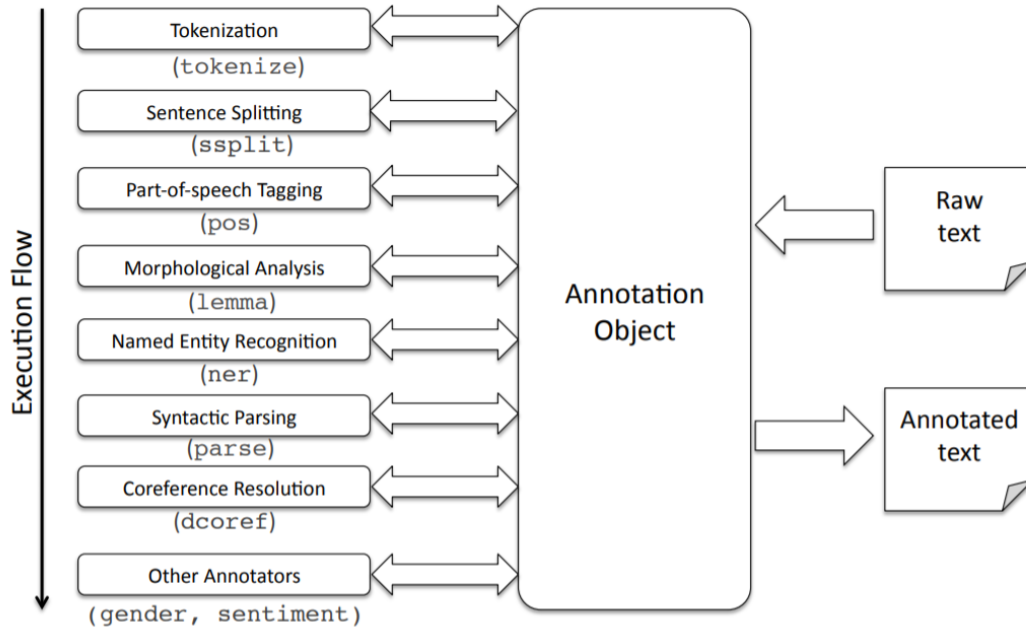 Execution Flow
Tokenization
(tokenize)
Sentence Splitting
(ssplit)
Part-of-speech Tagging
(pos)
Morphological Analysis
(lemma)
Named Entity Recognition
(ner)
Syntactic Parsing
(parse)
Coreference Resolution
(dcoref)
Other Annotators
(gender, sentiment)
Annotation
Object
Raw
text
Annotated
text